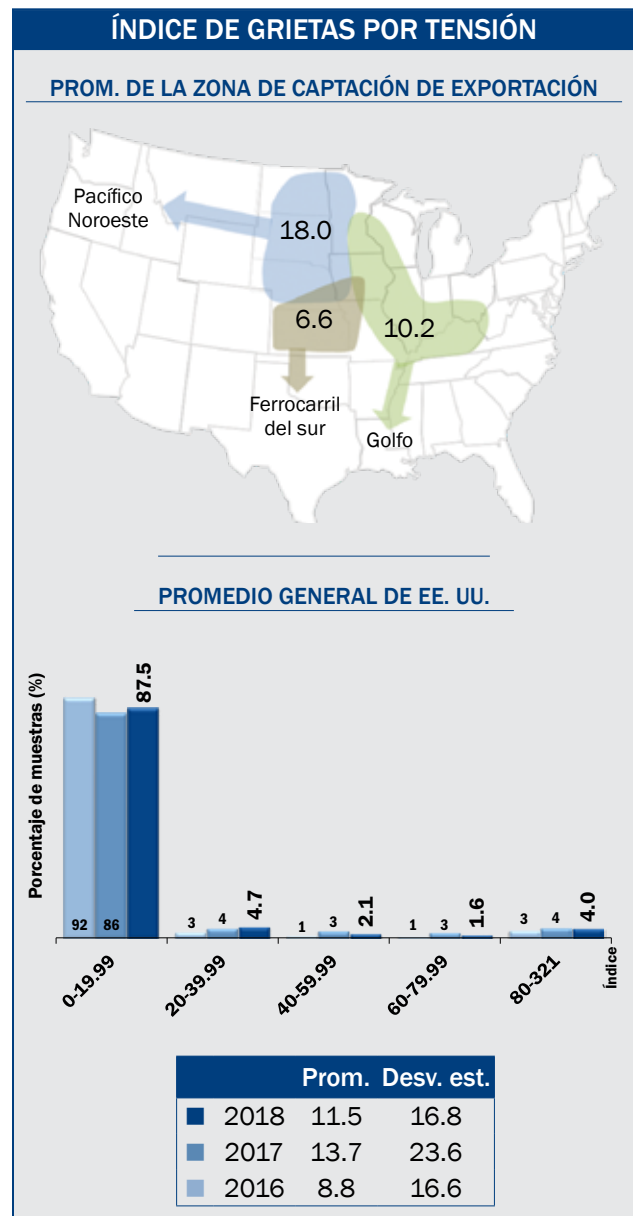 ÍNDICE DE GRIETAS POR TENSIÓN
PROM. DE LA ZONA DE CAPTACIÓN DE EXPORTACIÓN
Pacífico
Noroeste
18.0
6.6
10.2
Ferrocarril
del sur
Golfo
PROMEDIO GENERAL DE EE. UU.
Porcentaje de muestras (%)
92
86
87.5
3
4
4.7
1
3
2.1
1
3
1.6
3
4
4.0
0-19.99
20-39.99
40-59.99
60-79.99
80-321
Índice
Prom. Desv. est.
2018 11.5 16.8
2017 13.7 23.6
2016 8.8 16.6